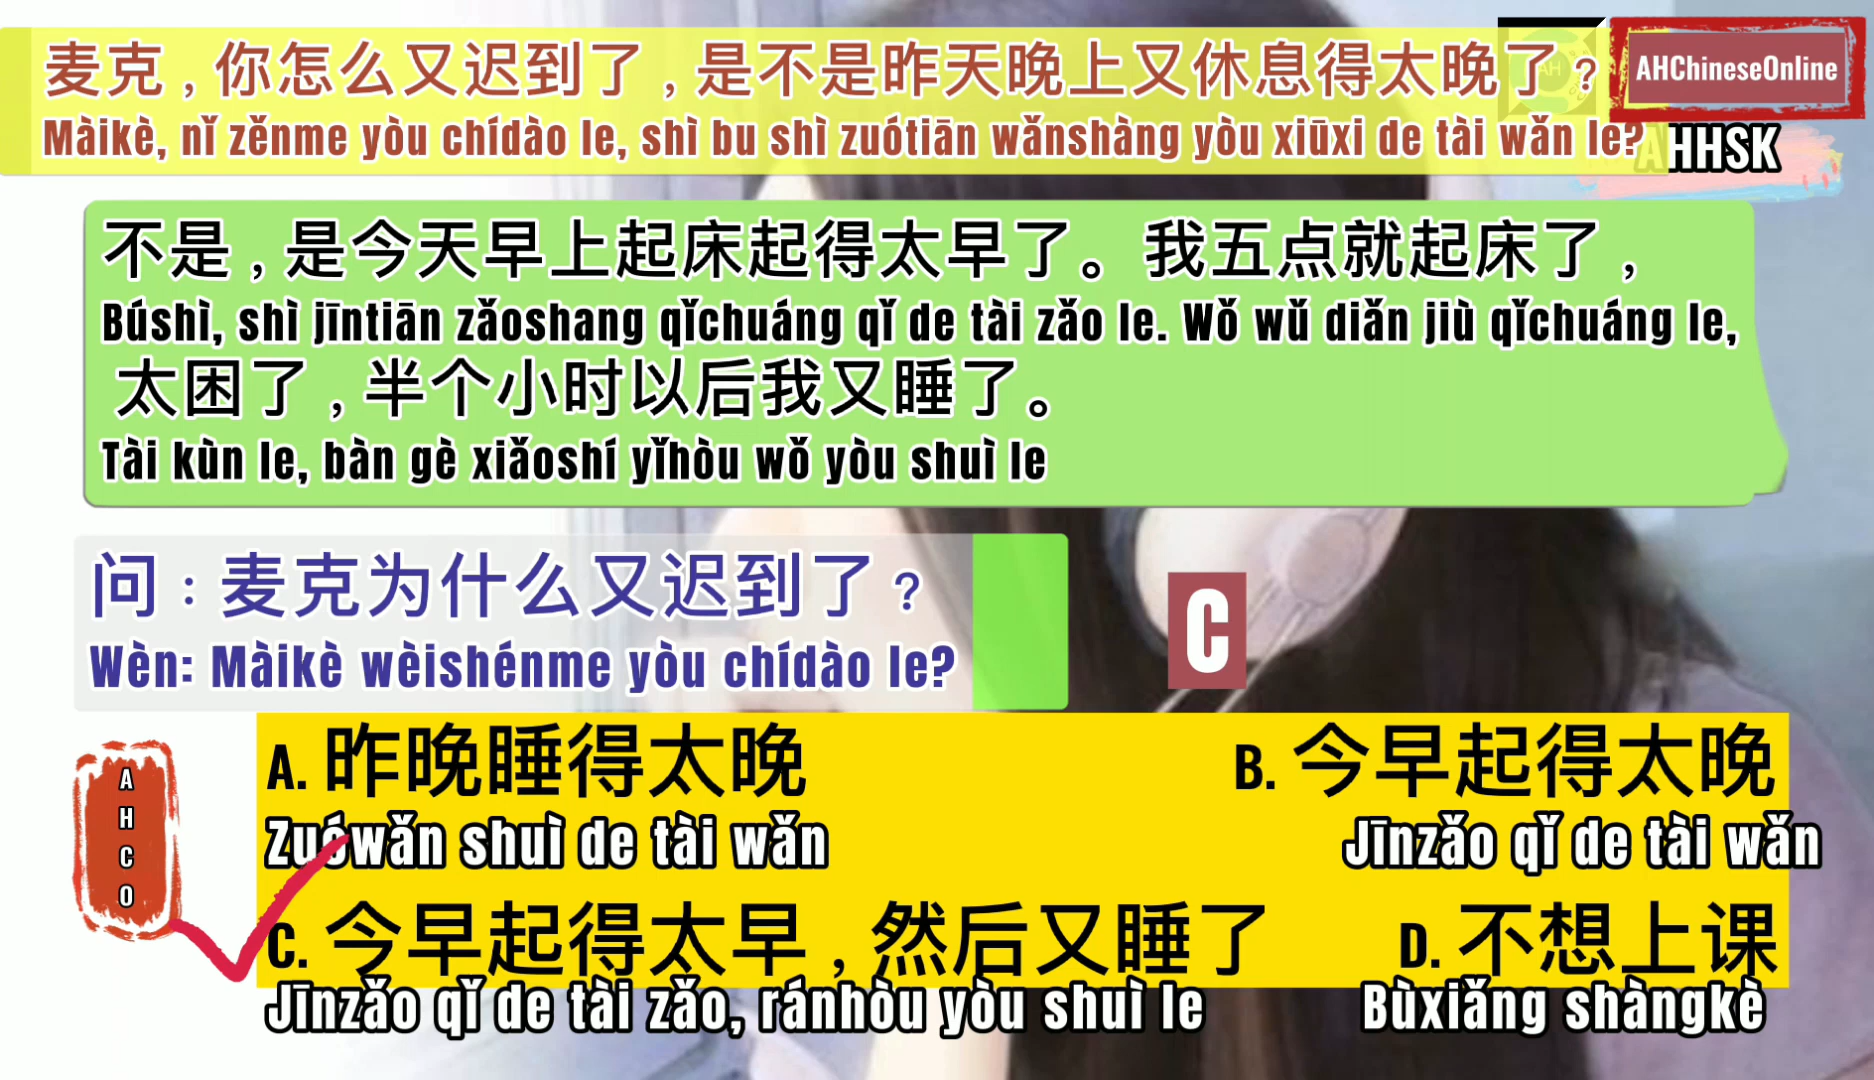 麦克，你怎么又迟到了，是不是昨天晚上又休息得太晚了？
AHChineseOnline
Màikè, nǐ zěnme yòu chídào le, shì bu shì zuótiān wǎnshàng yòu xiūxi de tài wǎn le?
AHHSK
不是，是今天早上起床起得太早了。我五点就起床了，
Búshì, shì jīntiān zǎoshang qǐchuáng qǐ de tài zǎo le. Wǒ wǔ diǎn jiù qǐchuáng le,
太困了，半个小时以后我又睡了。
Tài kùn le, bàn gè xiǎoshí yǐhòu wǒ yòu shuì le
问：麦克为什么又迟到了？
Wèn: Màikè wèishénme yòu chídào le?
C
A. 昨晚睡得太晚 B. 今早起得太晚
Zuówǎn shuì de tài wǎn Jīnzǎo qǐ de tài wǎn
C. 今早起得太早，然后又睡了 D. 不想上课
Jīnzǎo qǐ de tài zǎo, ránhòu yòu shuì le Bùxiǎng shàngkè
AHCO